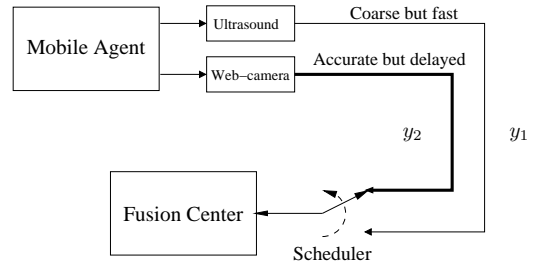 Coarse but fast
Ultrasound
Mobile Agent
Accurate but delayed
Web−camera
y₂
y₁
Fusion Center
Scheduler